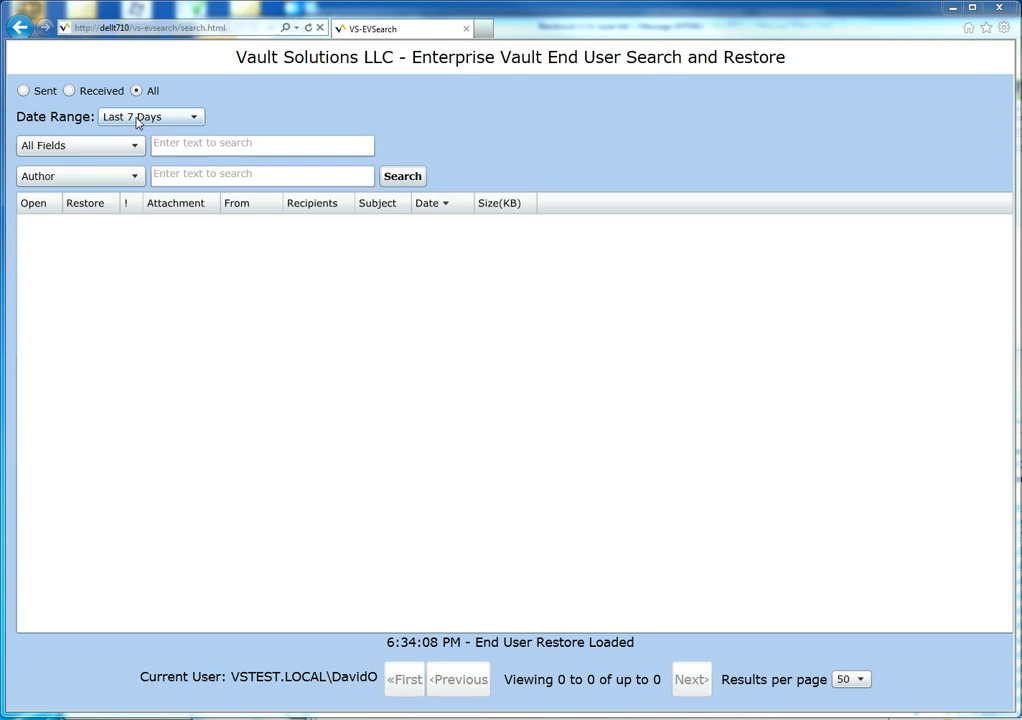 http://dellt710/vs-evsearch/search.html
VS-EVSearch
Vault Solutions LLC - Enterprise Vault End User Search and Restore
Sent Received All
Date Range: Last 7 Days
All Fields Enter text to search
Author Enter text to search Search
Open Restore ! Attachment From Recipients Subject Date Size(KB)
6:34:08 PM - End User Restore Loaded
Current User: VSTEST.LOCAL\DavidO «First ‹Previous Viewing 0 to 0 of up to 0 Next› Results per page 50